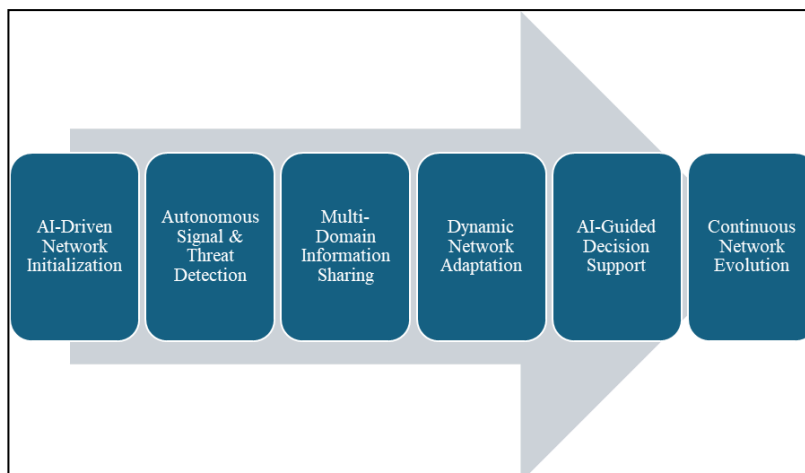 AI-Driven
Network
Initialization
Autonomous
Signal &
Threat
Detection
Multi-
Domain
Information
Sharing
Dynamic
Network
Adaptation
AI-Guided
Decision
Support
Continuous
Network
Evolution